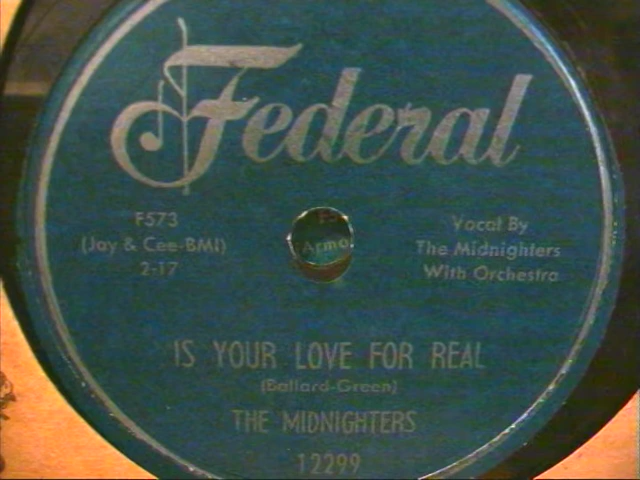 Federal
F573
(Jay & Cee-BMI)
2:17
Vocal By
The Midnighters
With Orchestra
IS YOUR LOVE FOR REAL
(Ballard-Green)
THE MIDNIGHTERS
12299